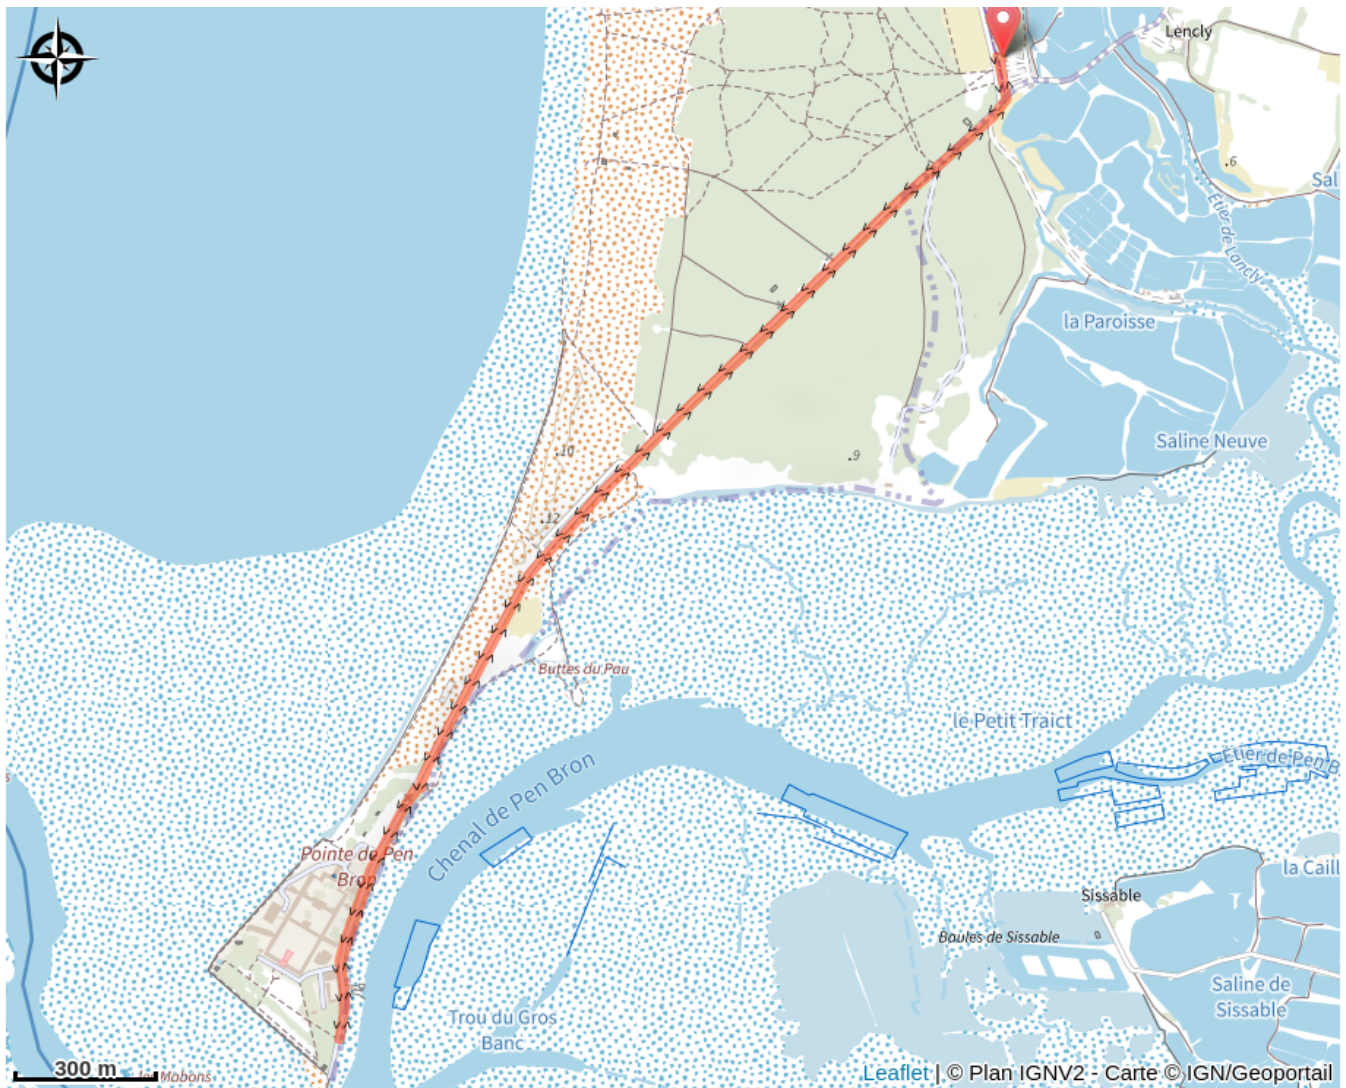 Lencly
.6
Sal
Etier de Lancly
la Paroisse
Saline Neuve
.10
.9
.12
Buttes du Pau
le Petit Traict
Etier de Pen B
Chenal de Pen Bron
Pointe de Pen
Bron
la Caill
Sissable
Baules de Sissable
Saline de
Sissable
Trou du Gros
Banc
300 m
Mabons
Leaflet | © Plan IGNV2 - Carte © IGN/Geoportail